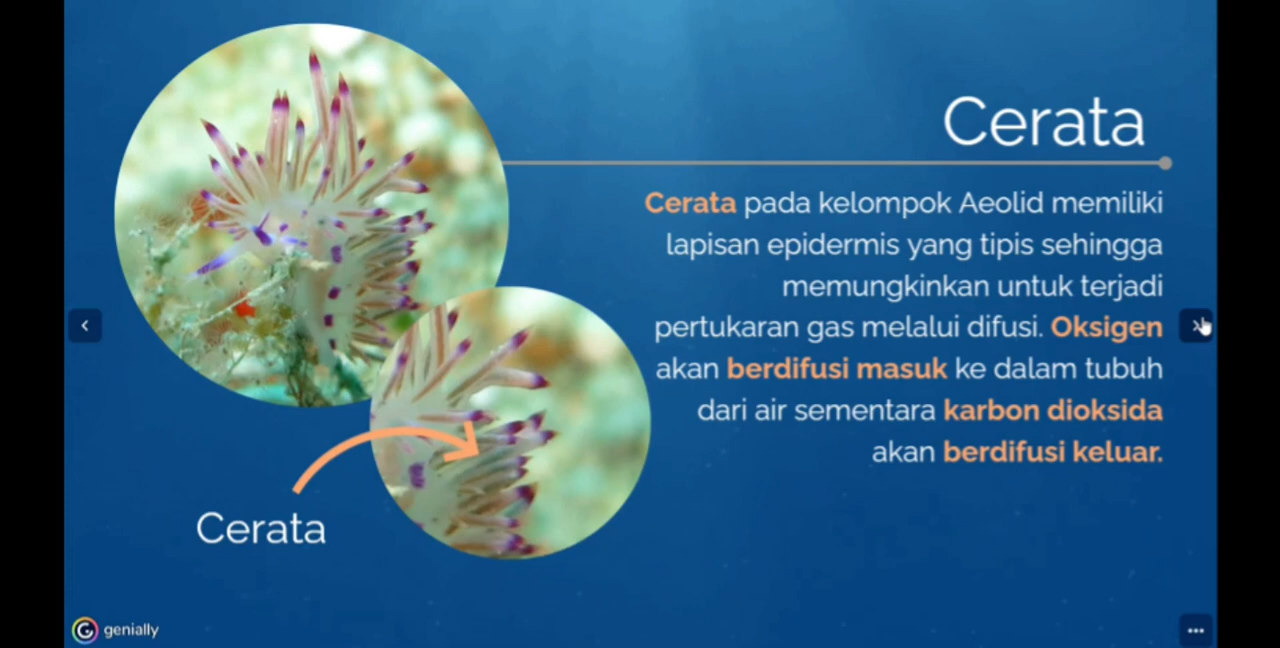 Cerata
Cerata pada kelompok Aeolid memiliki
lapisan epidermis yang tipis sehingga
memungkinkan untuk terjadi
pertukaran gas melalui difusi. Oksigen
akan berdifusi masuk ke dalam tubuh
dari air sementara karbon dioksida
akan berdifusi keluar.
Cerata
genially